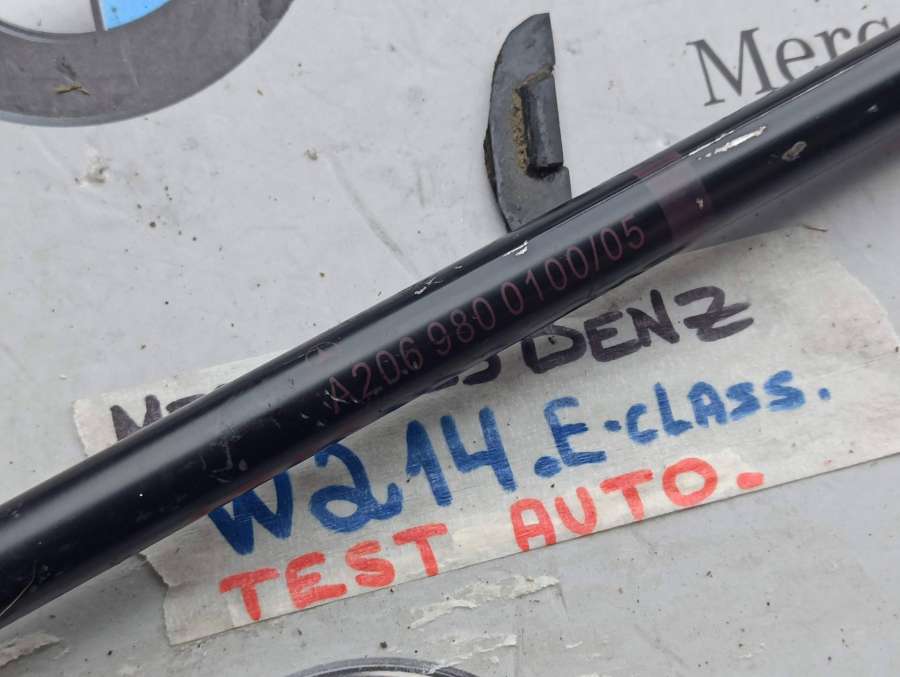 Merc
A206 980 0100/05
DENZ
W214.E-CLASS.
TEST AUTO.